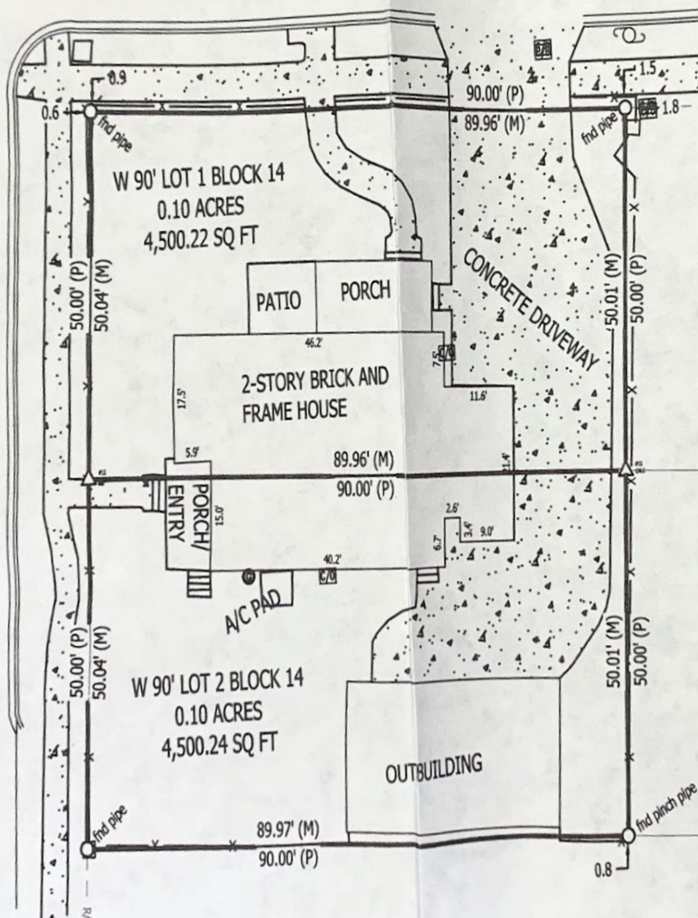 0.9
1.5
90.00' (P)
1.8
0.6
89.96' (M)
fnd pipe
fnd pipe
W 90' LOT 1 BLOCK 14
0.10 ACRES
4,500.22 SQ FT
50.00' (P)
50.04' (M)
50.01' (M)
50.00' (P)
CONCRETE DRIVEWAY
PATIO
PORCH
46.2'
7.5'
C/O
2-STORY BRICK AND
FRAME HOUSE
17.5'
11.6'
5.9'
89.96' (M)
90.00' (P)
21.4'
PORCH/
ENTRY
15.0'
2.6'
3.4'
9.0'
6.7'
40.2'
C/O
A/C PAD
50.00' (P)
50.04' (M)
50.01' (M)
50.00' (P)
W 90' LOT 2 BLOCK 14
0.10 ACRES
4,500.24 SQ FT
OUTBUILDING
fnd pipe
fnd pinch pipe
89.97' (M)
90.00' (P)
0.8